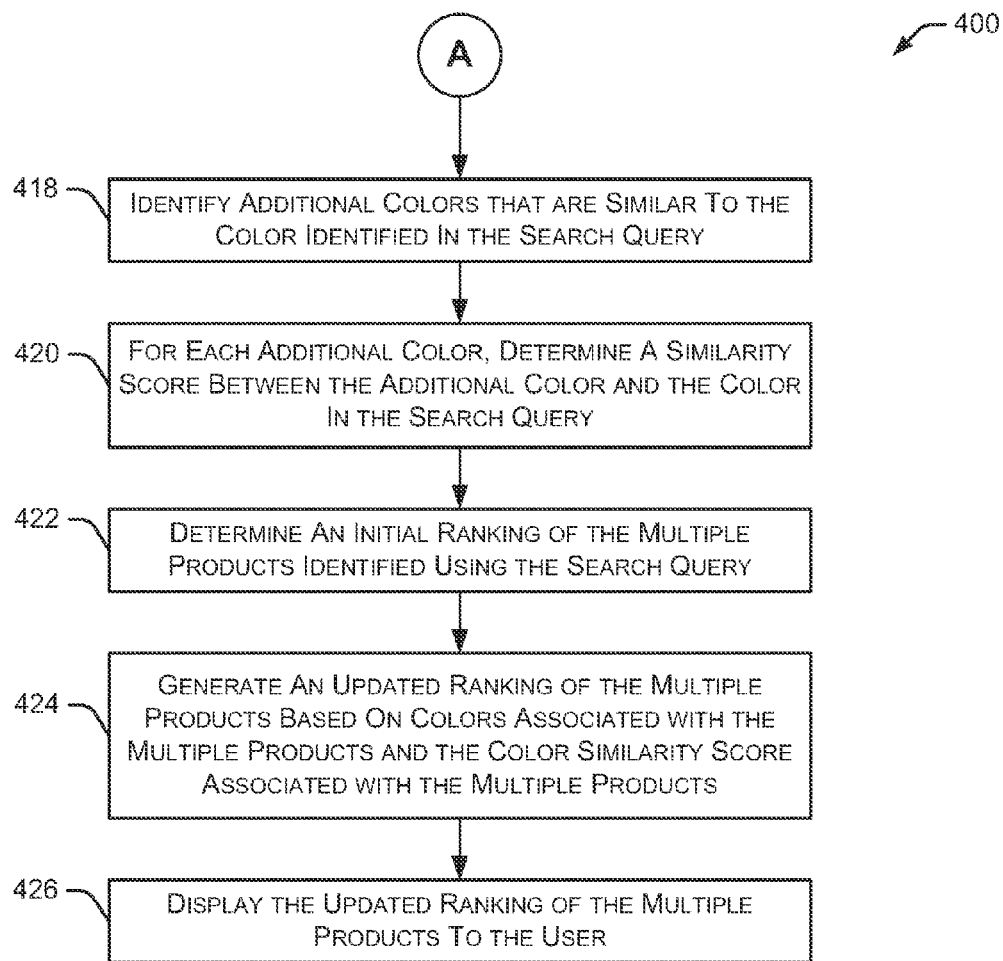 A
400
418
IDENTIFY ADDITIONAL COLORS THAT ARE SIMILAR TO THE
COLOR IDENTIFIED IN THE SEARCH QUERY
420
FOR EACH ADDITIONAL COLOR, DETERMINE A SIMILARITY
SCORE BETWEEN THE ADDITIONAL COLOR AND THE COLOR
IN THE SEARCH QUERY
422
DETERMINE AN INITIAL RANKING OF THE MULTIPLE
PRODUCTS IDENTIFIED USING THE SEARCH QUERY
424
GENERATE AN UPDATED RANKING OF THE MULTIPLE
PRODUCTS BASED ON COLORS ASSOCIATED WITH THE
MULTIPLE PRODUCTS AND THE COLOR SIMILARITY SCORE
ASSOCIATED WITH THE MULTIPLE PRODUCTS
426
DISPLAY THE UPDATED RANKING OF THE MULTIPLE
PRODUCTS TO THE USER